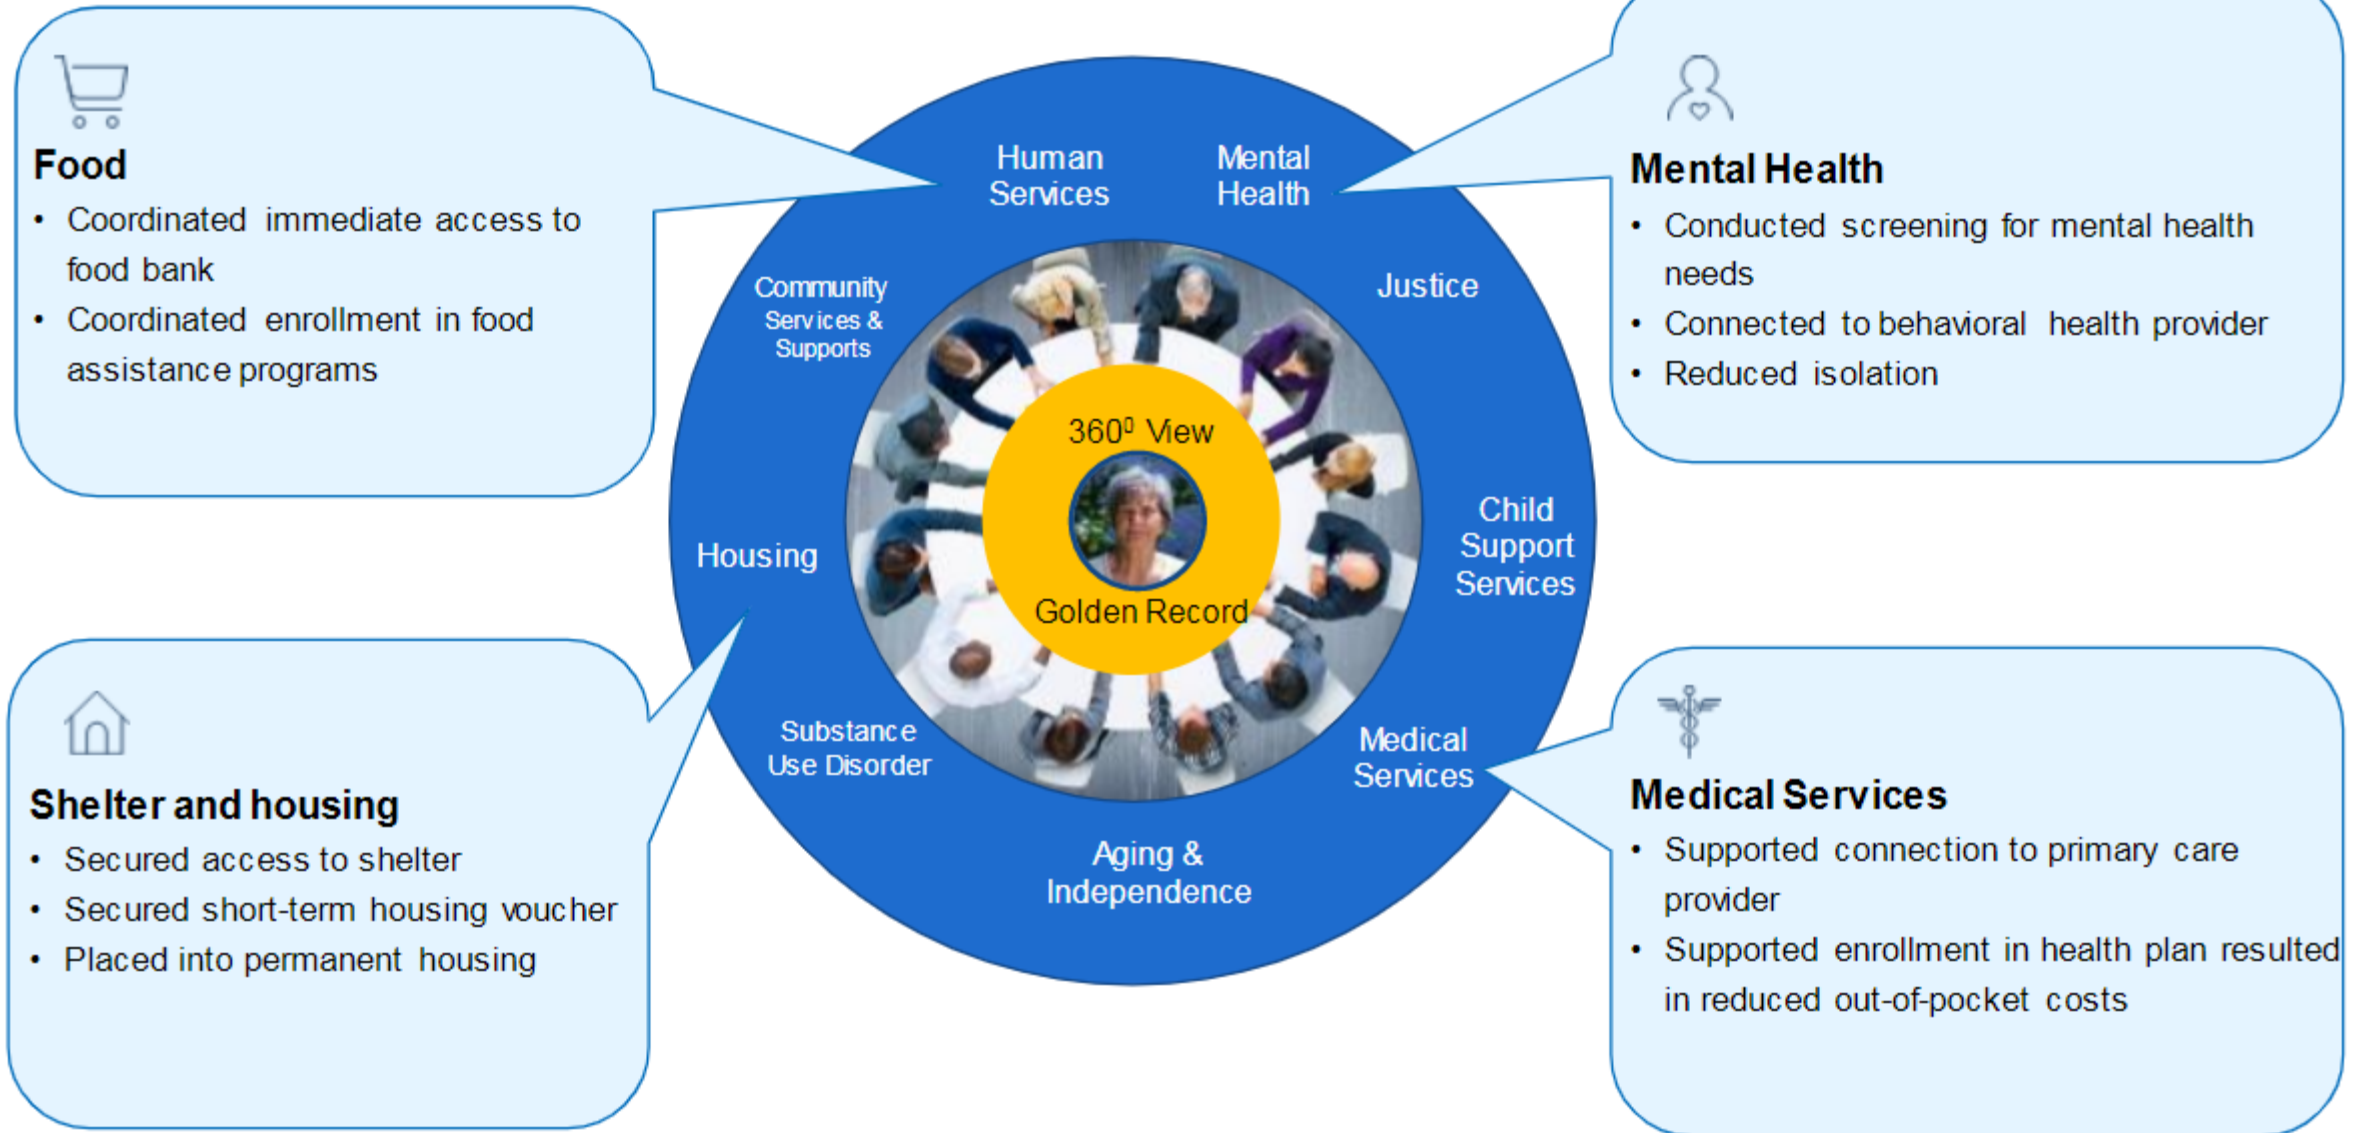 Food
• Coordinated immediate access to
food bank
• Coordinated enrollment in food
assistance programs
Mental Health
• Conducted screening for mental health
needs
• Connected to behavioral health provider
• Reduced isolation
Human
Services
Mental
Health
Community
Services &
Supports
Justice
Housing
Child
Support
Services
Substance
Use Disorder
Medical
Services
Aging &
Independence
360⁰ View
Golden Record
Shelter and housing
• Secured access to shelter
• Secured short-term housing voucher
• Placed into permanent housing
Medical Services
• Supported connection to primary care
provider
• Supported enrollment in health plan resulted
in reduced out-of-pocket costs